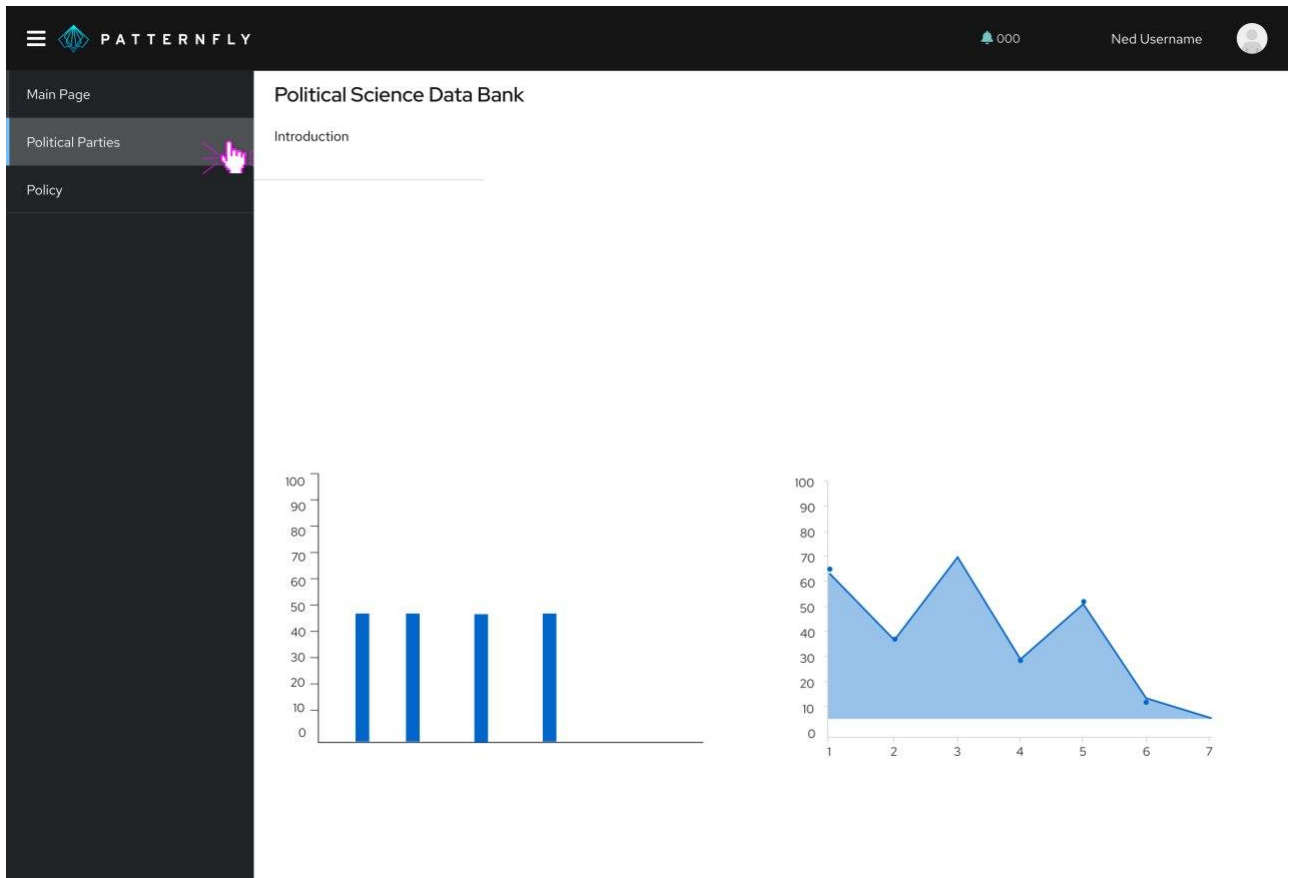 PATTERNFLY
000
Ned Username
Main Page
Political Parties
Policy
Political Science Data Bank
Introduction
100
90
80
70
60
50
40
30
20
10
0
100
90
80
70
60
50
40
30
20
10
0
1 2 3 4 5 6 7